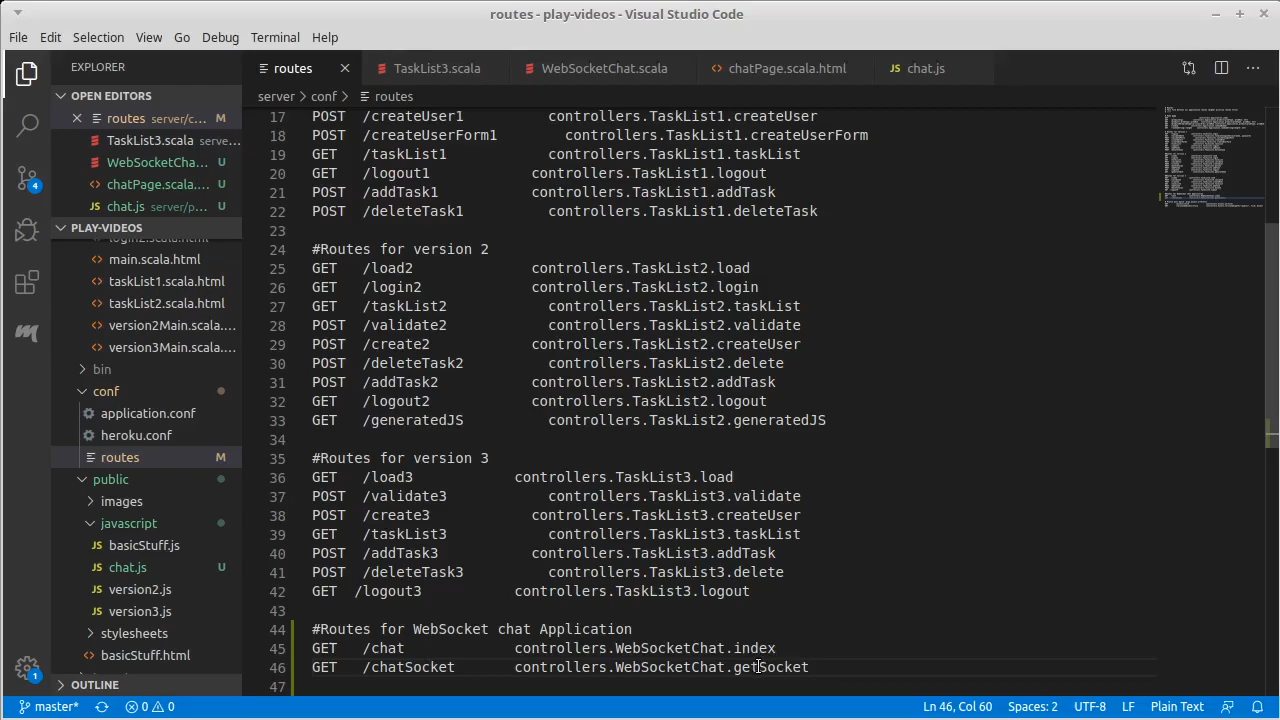 routes - play-videos - Visual Studio Code
File Edit Selection View Go Debug Terminal Help
EXPLORER
OPEN EDITORS
routes server/c... M
TaskList3.scala serve...
WebSocketCha... U
chatPage.scala.... U
chat.js server/p... U
PLAY-VIDEOS
login2.scala.html
main.scala.html
taskList1.scala.html
taskList2.scala.html
version2Main.scala....
version3Main.scala....
bin
conf
application.conf
heroku.conf
routes M
public
images
javascript
JS basicStuff.js
JS chat.js U
JS version2.js
JS version3.js
stylesheets
basicStuff.html
OUTLINE
4
1
routes TaskList3.scala WebSocketChat.scala chatPage.scala.html JS chat.js
server > conf > routes
17 POST /createUser1 controllers.TaskList1.createUser
18 POST /createUserForm1 controllers.TaskList1.createUserForm
19 GET /taskList1 controllers.TaskList1.taskList
20 GET /logout1 controllers.TaskList1.logout
21 POST /addTask1 controllers.TaskList1.addTask
22 POST /deleteTask1 controllers.TaskList1.deleteTask
23
24 #Routes for version 2
25 GET /load2 controllers.TaskList2.load
26 GET /login2 controllers.TaskList2.login
27 GET /taskList2 controllers.TaskList2.taskList
28 POST /validate2 controllers.TaskList2.validate
29 POST /create2 controllers.TaskList2.createUser
30 POST /deleteTask2 controllers.TaskList2.delete
31 POST /addTask2 controllers.TaskList2.addTask
32 GET /logout2 controllers.TaskList2.logout
33 GET /generatedJS controllers.TaskList2.generatedJS
34
35 #Routes for version 3
36 GET /load3 controllers.TaskList3.load
37 POST /validate3 controllers.TaskList3.validate
38 POST /create3 controllers.TaskList3.createUser
39 GET /taskList3 controllers.TaskList3.taskList
40 POST /addTask3 controllers.TaskList3.addTask
41 POST /deleteTask3 controllers.TaskList3.delete
42 GET /logout3 controllers.TaskList3.logout
43
44 #Routes for WebSocket chat Application
45 GET /chat controllers.WebSocketChat.index
46 GET /chatSocket controllers.WebSocketChat.getSocket
47
master* 0 0 Ln 46, Col 60 Spaces: 2 UTF-8 LF Plain Text